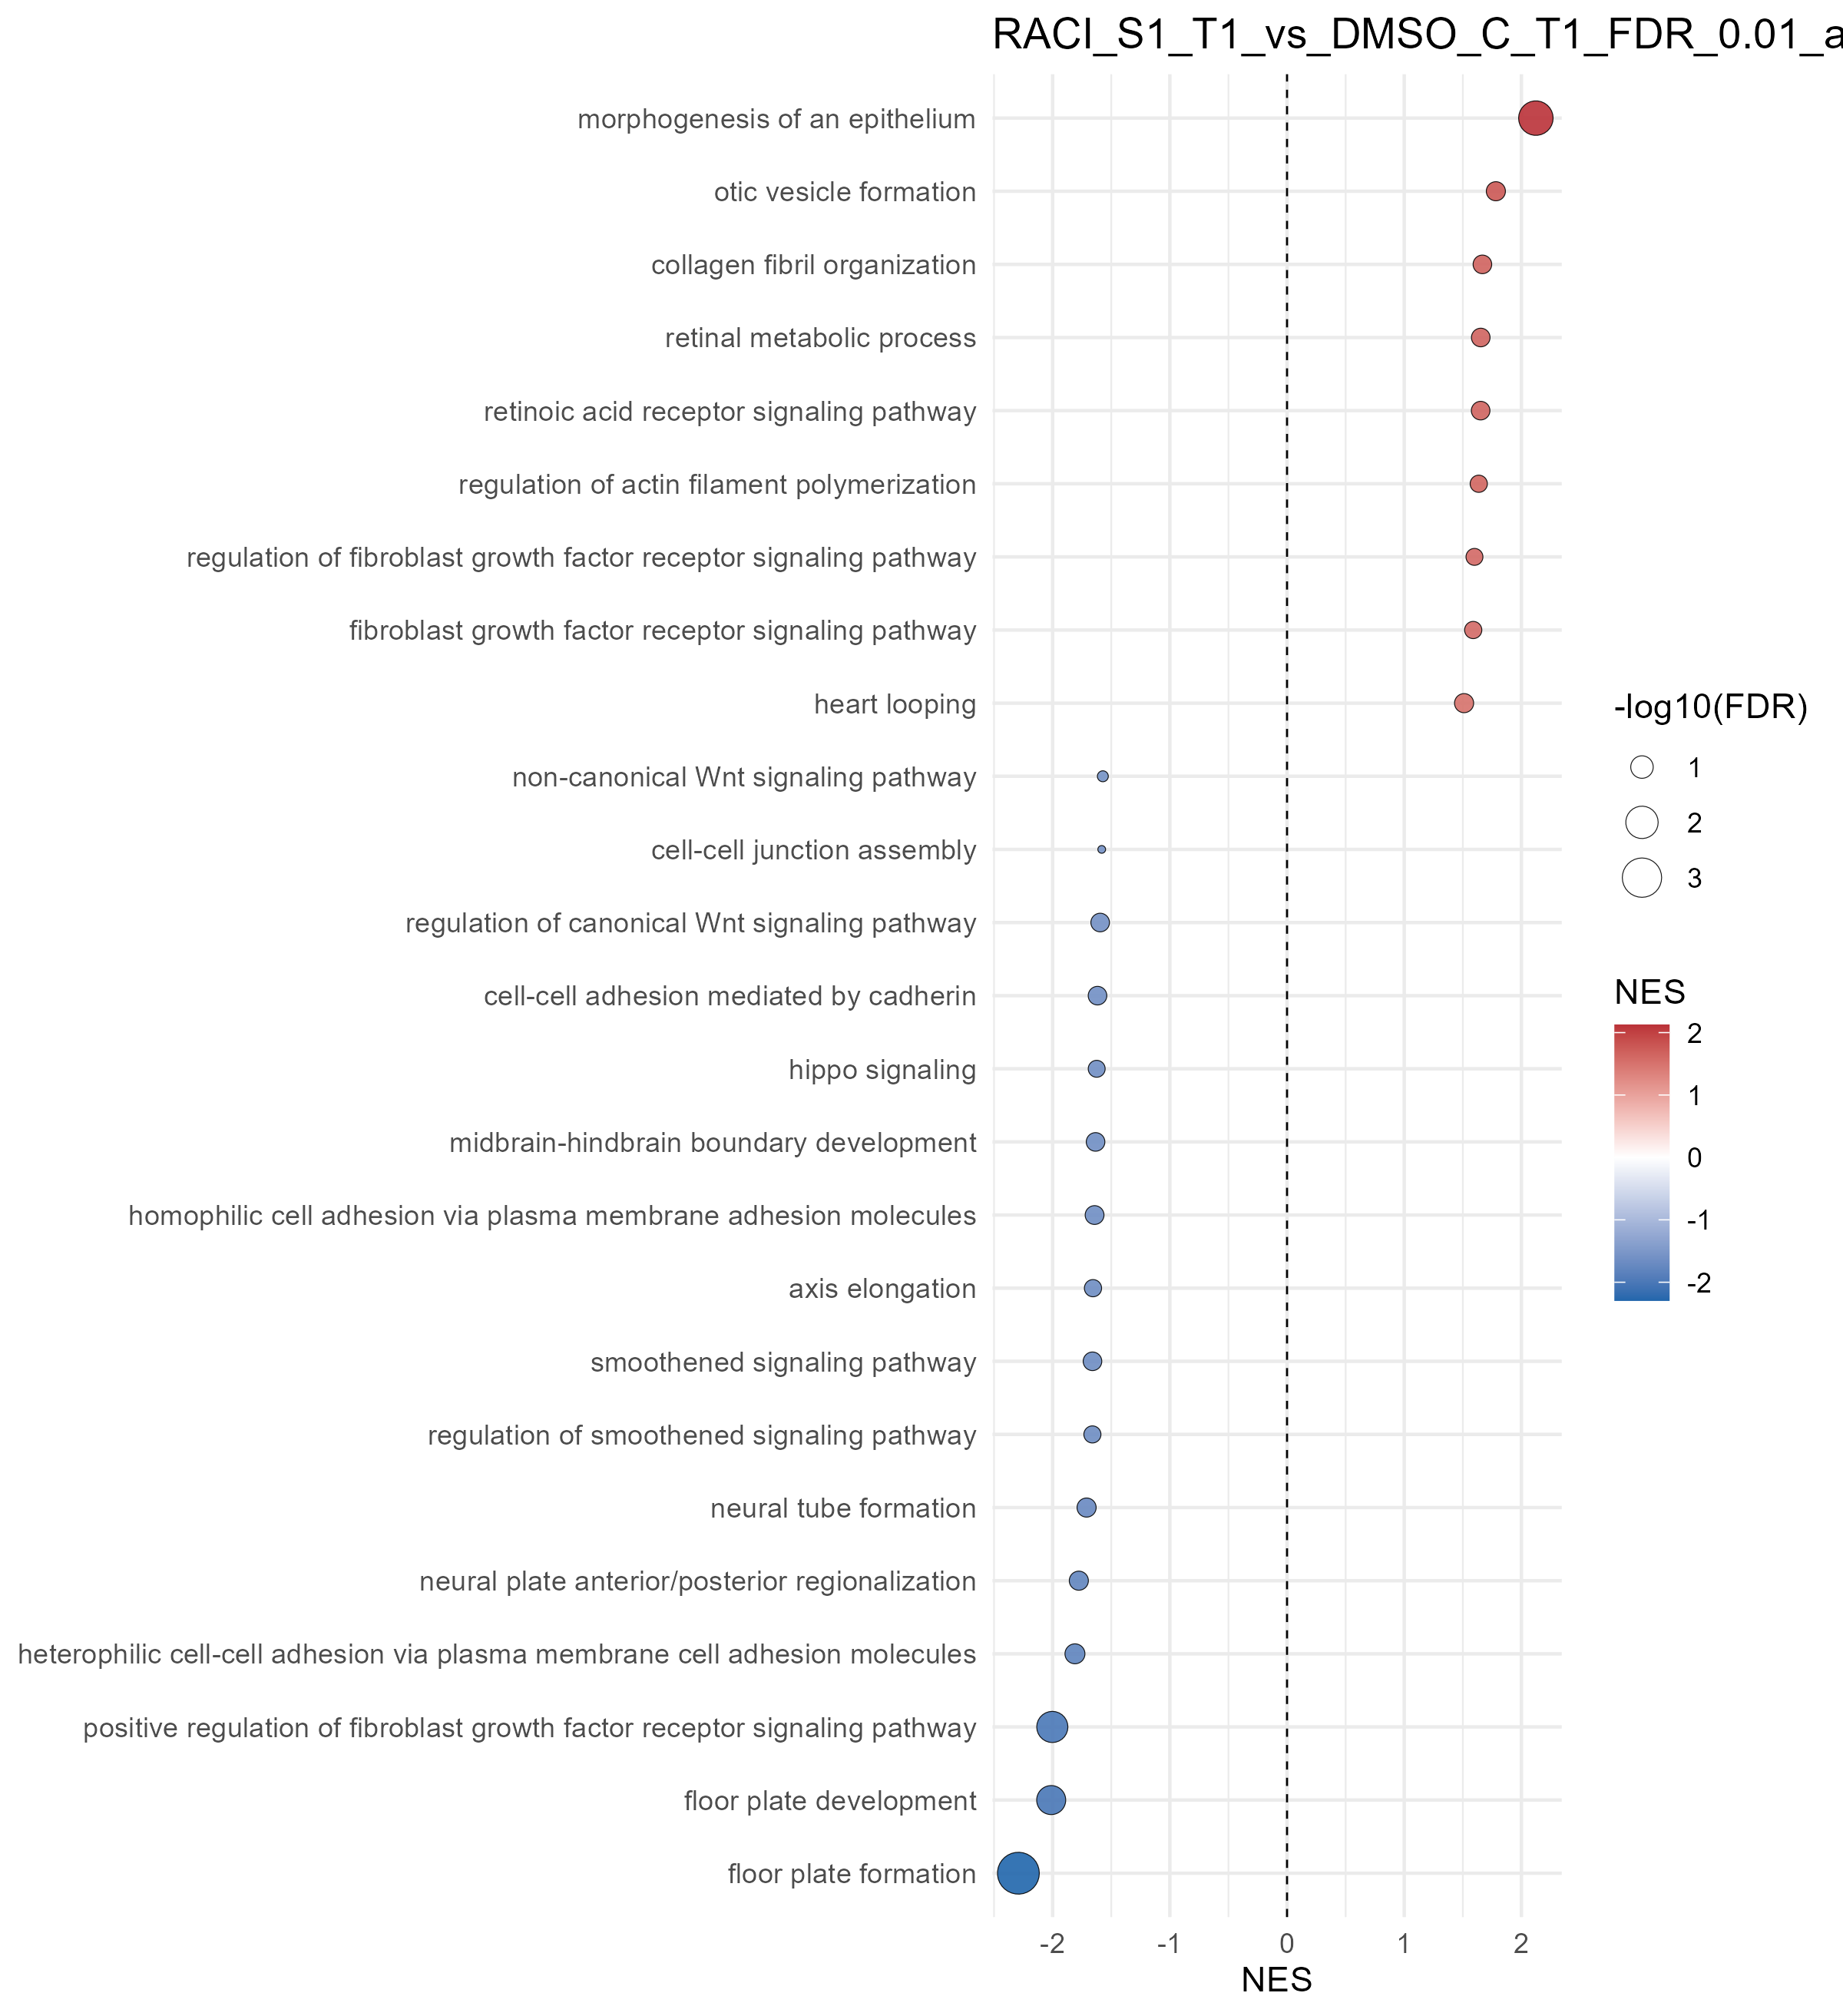 RACI_S1_T1_vs_DMSO_C_T1_FDR_0.01_a
morphogenesis of an epithelium
otic vesicle formation
collagen fibril organization
retinal metabolic process
retinoic acid receptor signaling pathway
regulation of actin filament polymerization
regulation of fibroblast growth factor receptor signaling pathway
fibroblast growth factor receptor signaling pathway
heart looping
non-canonical Wnt signaling pathway
cell-cell junction assembly
regulation of canonical Wnt signaling pathway
cell-cell adhesion mediated by cadherin
hippo signaling
midbrain-hindbrain boundary development
homophilic cell adhesion via plasma membrane adhesion molecules
axis elongation
smoothened signaling pathway
regulation of smoothened signaling pathway
neural tube formation
neural plate anterior/posterior regionalization
heterophilic cell-cell adhesion via plasma membrane cell adhesion molecules
positive regulation of fibroblast growth factor receptor signaling pathway
floor plate development
floor plate formation
-2 -1 0 1 2
NES
-log10(FDR)
1
2
3
NES
2
1
0
-1
-2